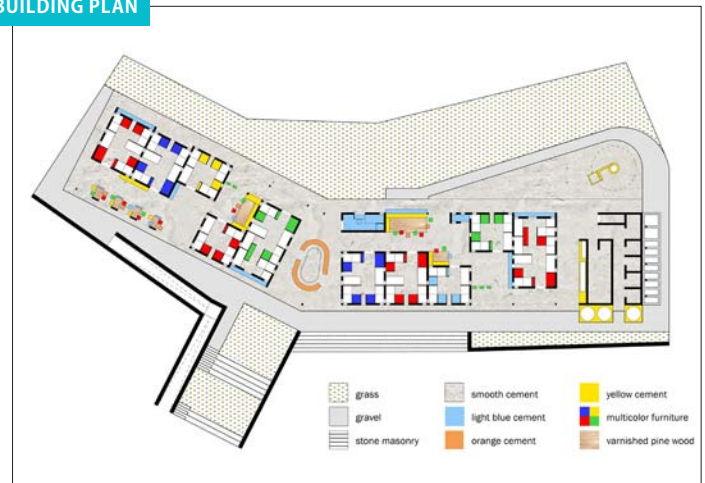 BUILDING PLAN
grass
smooth cement
yellow cement
gravel
light blue cement
multicolor furniture
stone masonry
orange cement
varnished pine wood